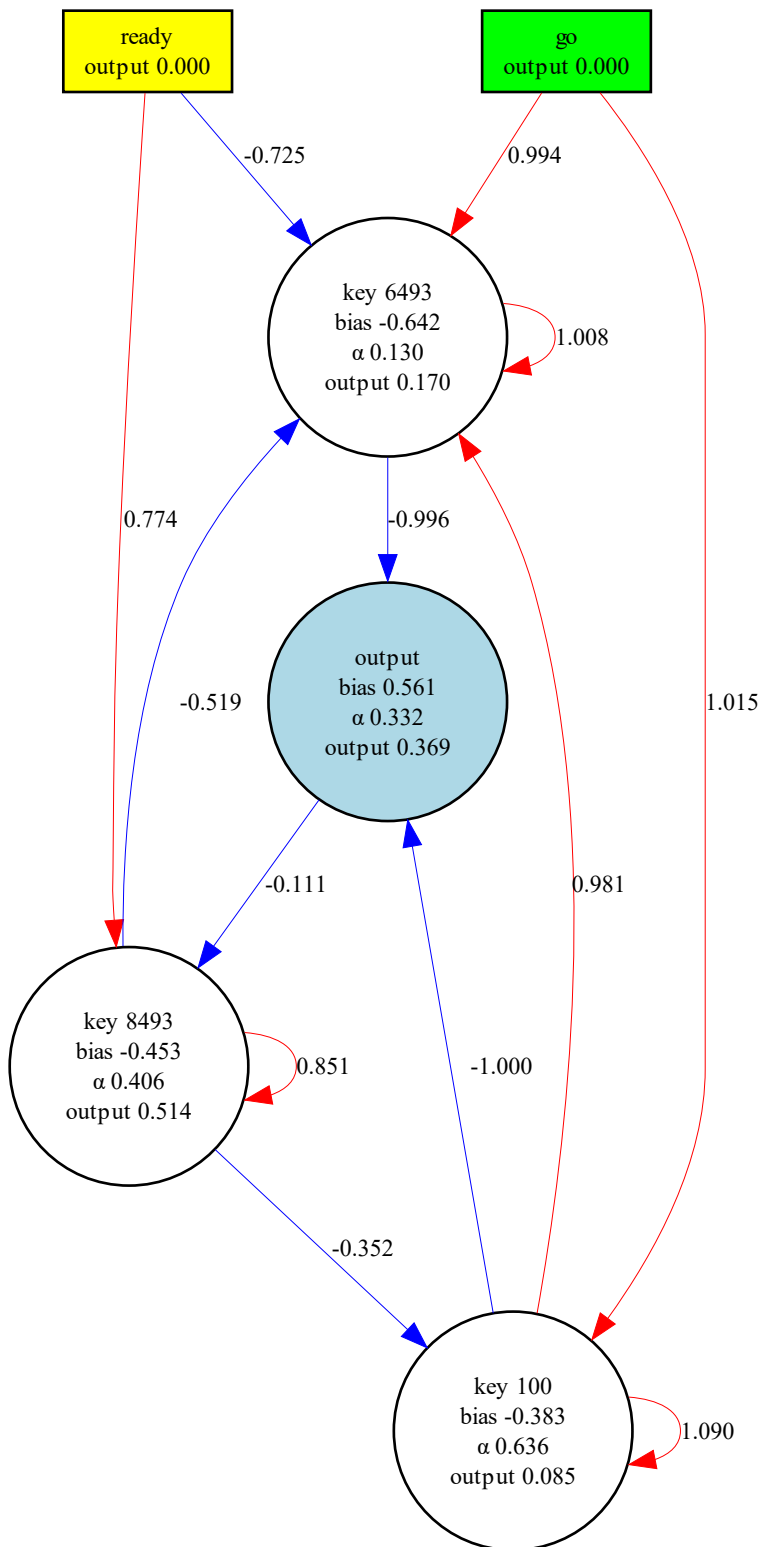 ready
output 0.000
go
output 0.000
-0.725
0.994
key 6493
bias -0.642
α 0.130
output 0.170
1.008
0.774
-0.996
-0.519
output
bias 0.561
α 0.332
output 0.369
1.015
-0.111
0.981
key 8493
bias -0.453
α 0.406
output 0.514
0.851
-1.000
-0.352
key 100
bias -0.383
α 0.636
output 0.085
1.090